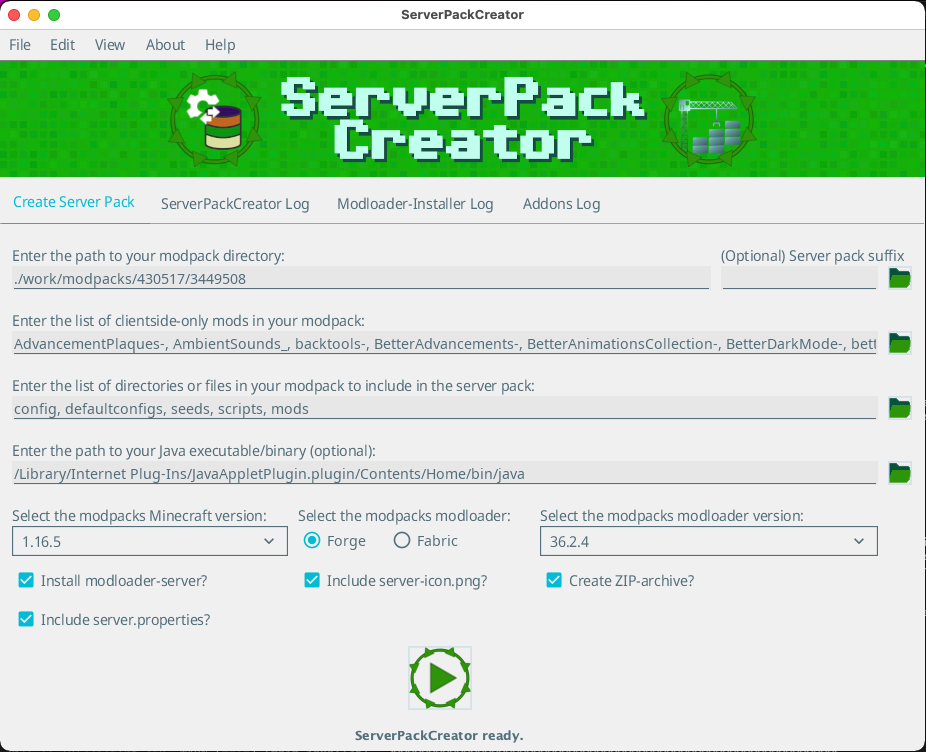 ServerPackCreator
File Edit View About Help
ServerPack
Creator
Create Server Pack ServerPackCreator Log Modloader-Installer Log Addons Log
Enter the path to your modpack directory: (Optional) Server pack suffix
./work/modpacks/430517/3449508
Enter the list of clientside-only mods in your modpack:
AdvancementPlaques-, AmbientSounds_, backtools-, BetterAdvancements-, BetterAnimationsCollection-, BetterDarkMode-, bett
Enter the list of directories or files in your modpack to include in the server pack:
config, defaultconfigs, seeds, scripts, mods
Enter the path to your Java executable/binary (optional):
/Library/Internet Plug-Ins/JavaAppletPlugin.plugin/Contents/Home/bin/java
Select the modpacks Minecraft version: Select the modpacks modloader: Select the modpacks modloader version:
1.16.5 Forge Fabric 36.2.4
Install modloader-server? Include server-icon.png? Create ZIP-archive?
Include server.properties?
ServerPackCreator ready.